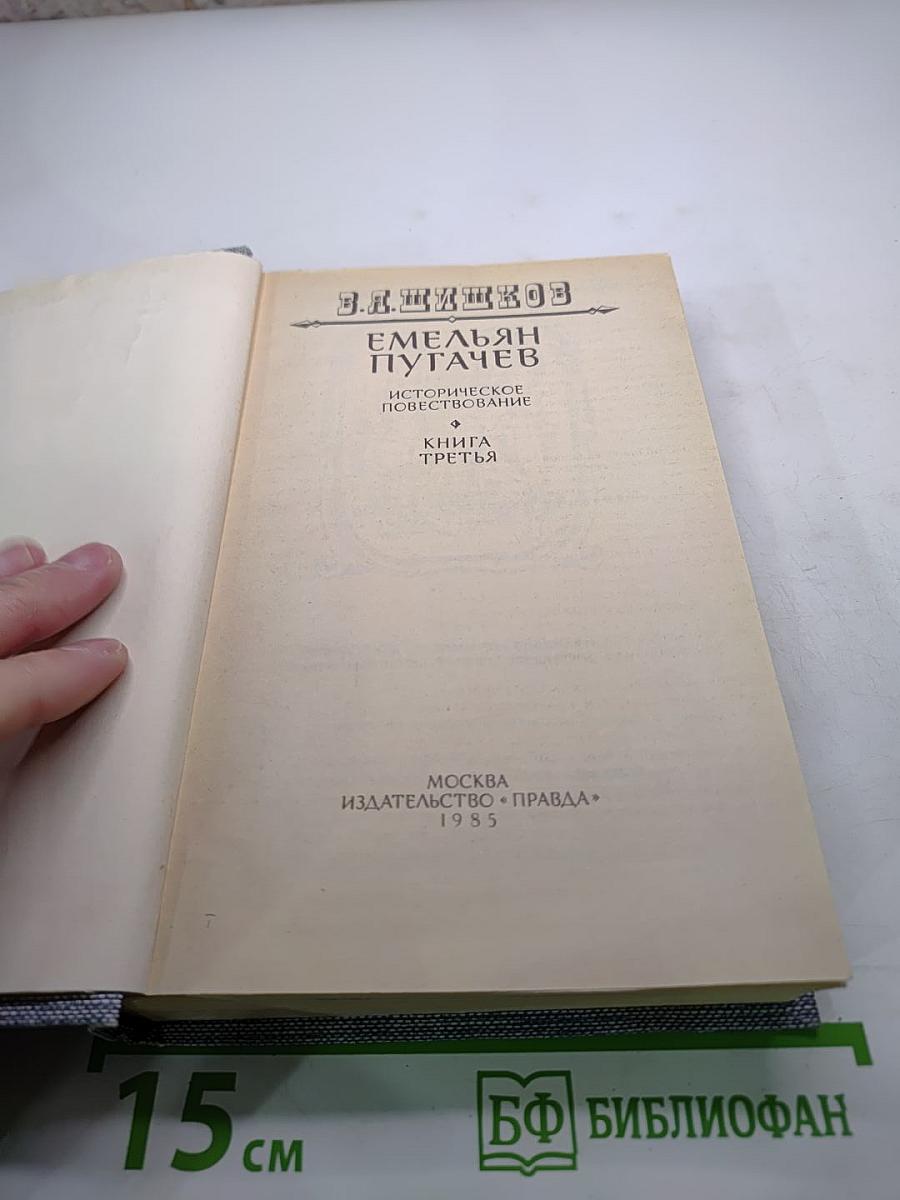 В.Я.ШИШКОВ
ЕМЕЛЬЯН
ПУГАЧЕВ
ИСТОРИЧЕСКОЕ
ПОВЕСТВОВАНИЕ
КНИГА
ТРЕТЬЯ
МОСКВА
ИЗДАТЕЛЬСТВО «ПРАВДА»
1985
15 см
БФ БИБЛИОФАН